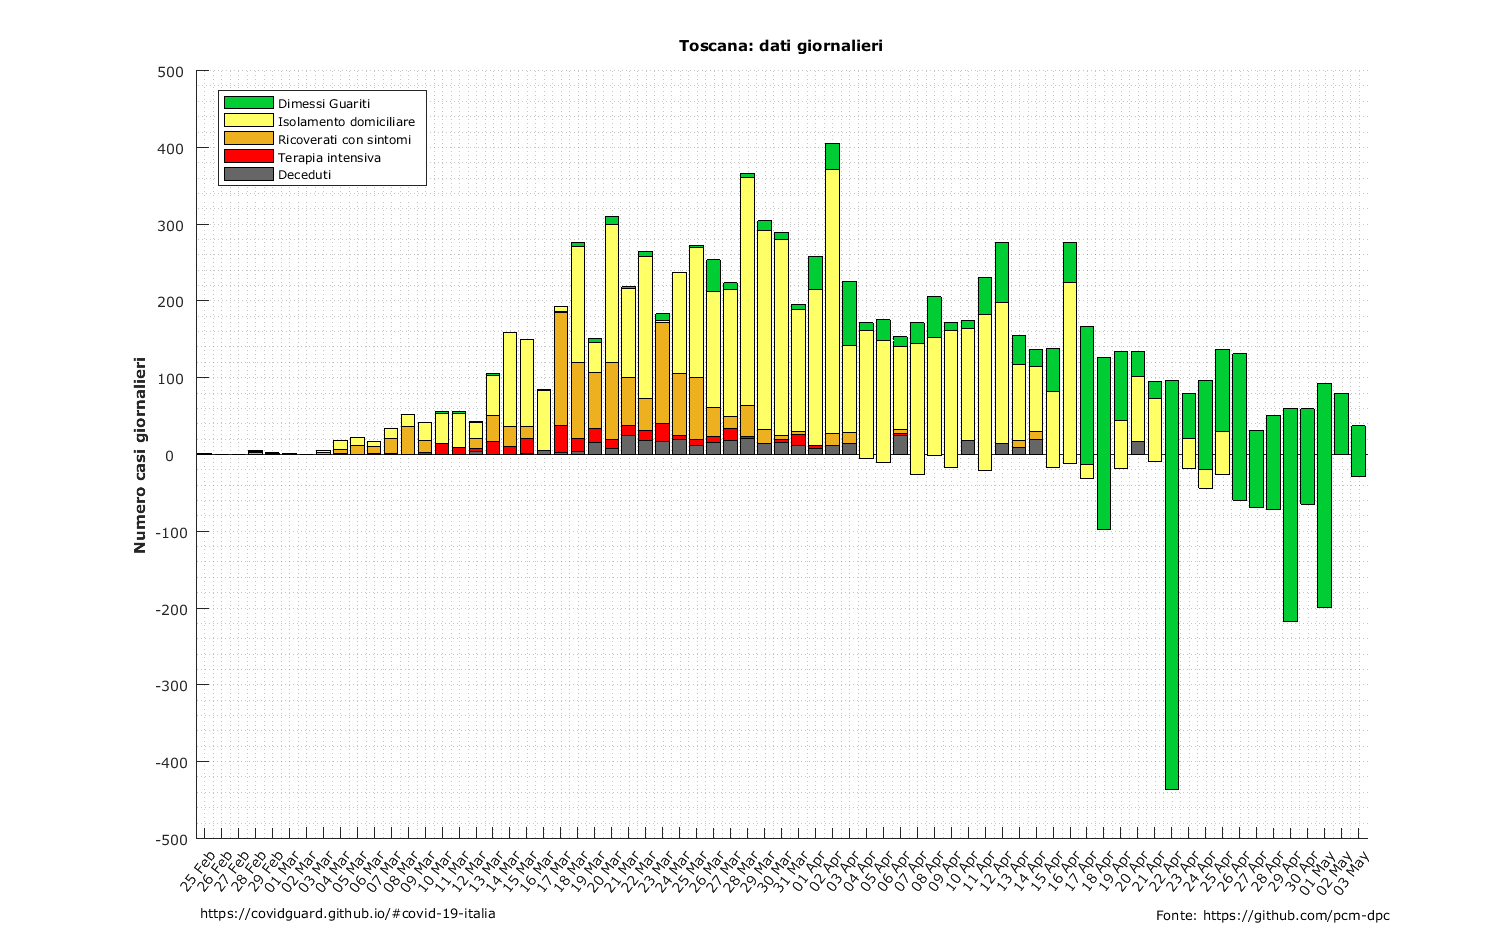 Toscana: dati giornalieri
Numero casi giornalieri
500
400
300
200
100
0
-100
-200
-300
-400
-500
Dimessi Guariti
Isolamento domiciliare
Ricoverati con sintomi
Terapia intensiva
Deceduti
25 Feb
26 Feb
27 Feb
28 Feb
29 Feb
01 Mar
02 Mar
03 Mar
04 Mar
05 Mar
06 Mar
07 Mar
08 Mar
09 Mar
10 Mar
11 Mar
12 Mar
13 Mar
14 Mar
15 Mar
16 Mar
17 Mar
18 Mar
19 Mar
20 Mar
21 Mar
22 Mar
23 Mar
24 Mar
25 Mar
26 Mar
27 Mar
28 Mar
29 Mar
30 Mar
31 Mar
01 Apr
02 Apr
03 Apr
04 Apr
05 Apr
06 Apr
07 Apr
08 Apr
09 Apr
10 Apr
11 Apr
12 Apr
13 Apr
14 Apr
15 Apr
16 Apr
17 Apr
18 Apr
19 Apr
20 Apr
21 Apr
22 Apr
23 Apr
24 Apr
25 Apr
26 Apr
27 Apr
28 Apr
29 Apr
30 Apr
01 May
02 May
03 May
https://covidguard.github.io/#covid-19-italia
Fonte: https://github.com/pcm-dpc